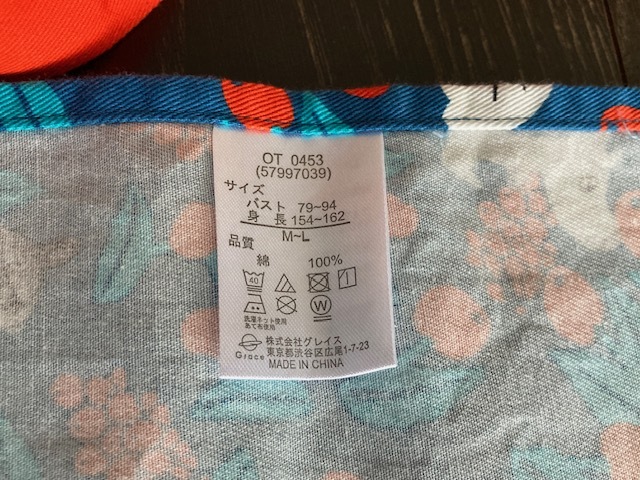 OT 0453
(57997039)
サイズ
バスト 79~94
身長 154~162
M~L
品質
綿 100%
40
W
洗濯ネット使用
あて布使用
Grace 株式会社グレイス
東京都渋谷区広尾1-7-23
MADE IN CHINA